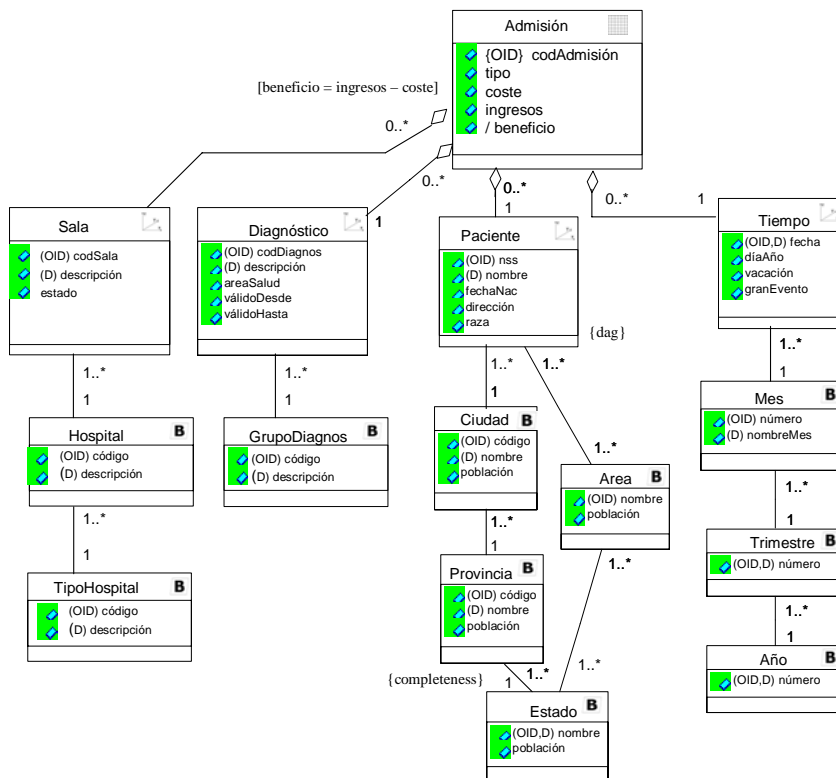 Admisión
{OID} codAdmisión
tipo
coste
ingresos
/ beneficio
[beneficio = ingresos – coste]
0..*
0..*
0..*
0..*
1
1
1
Sala
(OID) codSala
(D) descripción
estado
Diagnóstico
(OID) codDiagnos
(D) descripción
areaSalud
válidoDesde
válidoHasta
Paciente
(OID) nss
(D) nombre
fechaNac
dirección
raza
Tiempo
(OID,D) fecha
díaAño
vacación
granEvento
{dag}
1..*
1
1..*
1
1..*
1
1..*
1..*
1..*
1
Hospital B
(OID) código
(D) descripción
GrupoDiagnos B
(OID) código
(D) descripción
Ciudad B
(OID) código
(D) nombre
población
Area B
(OID) nombre
población
Mes B
(OID) número
(D) nombreMes
1..*
1
1..*
1
1..*
1..*
1
TipoHospital B
(OID) código
(D) descripción
Provincia B
(OID) código
(D) nombre
población
Trimestre B
(OID,D) número
1..*
1
{completeness}
1..*
1
1..*
Año B
(OID,D) número
Estado B
(OID,D) nombre
población